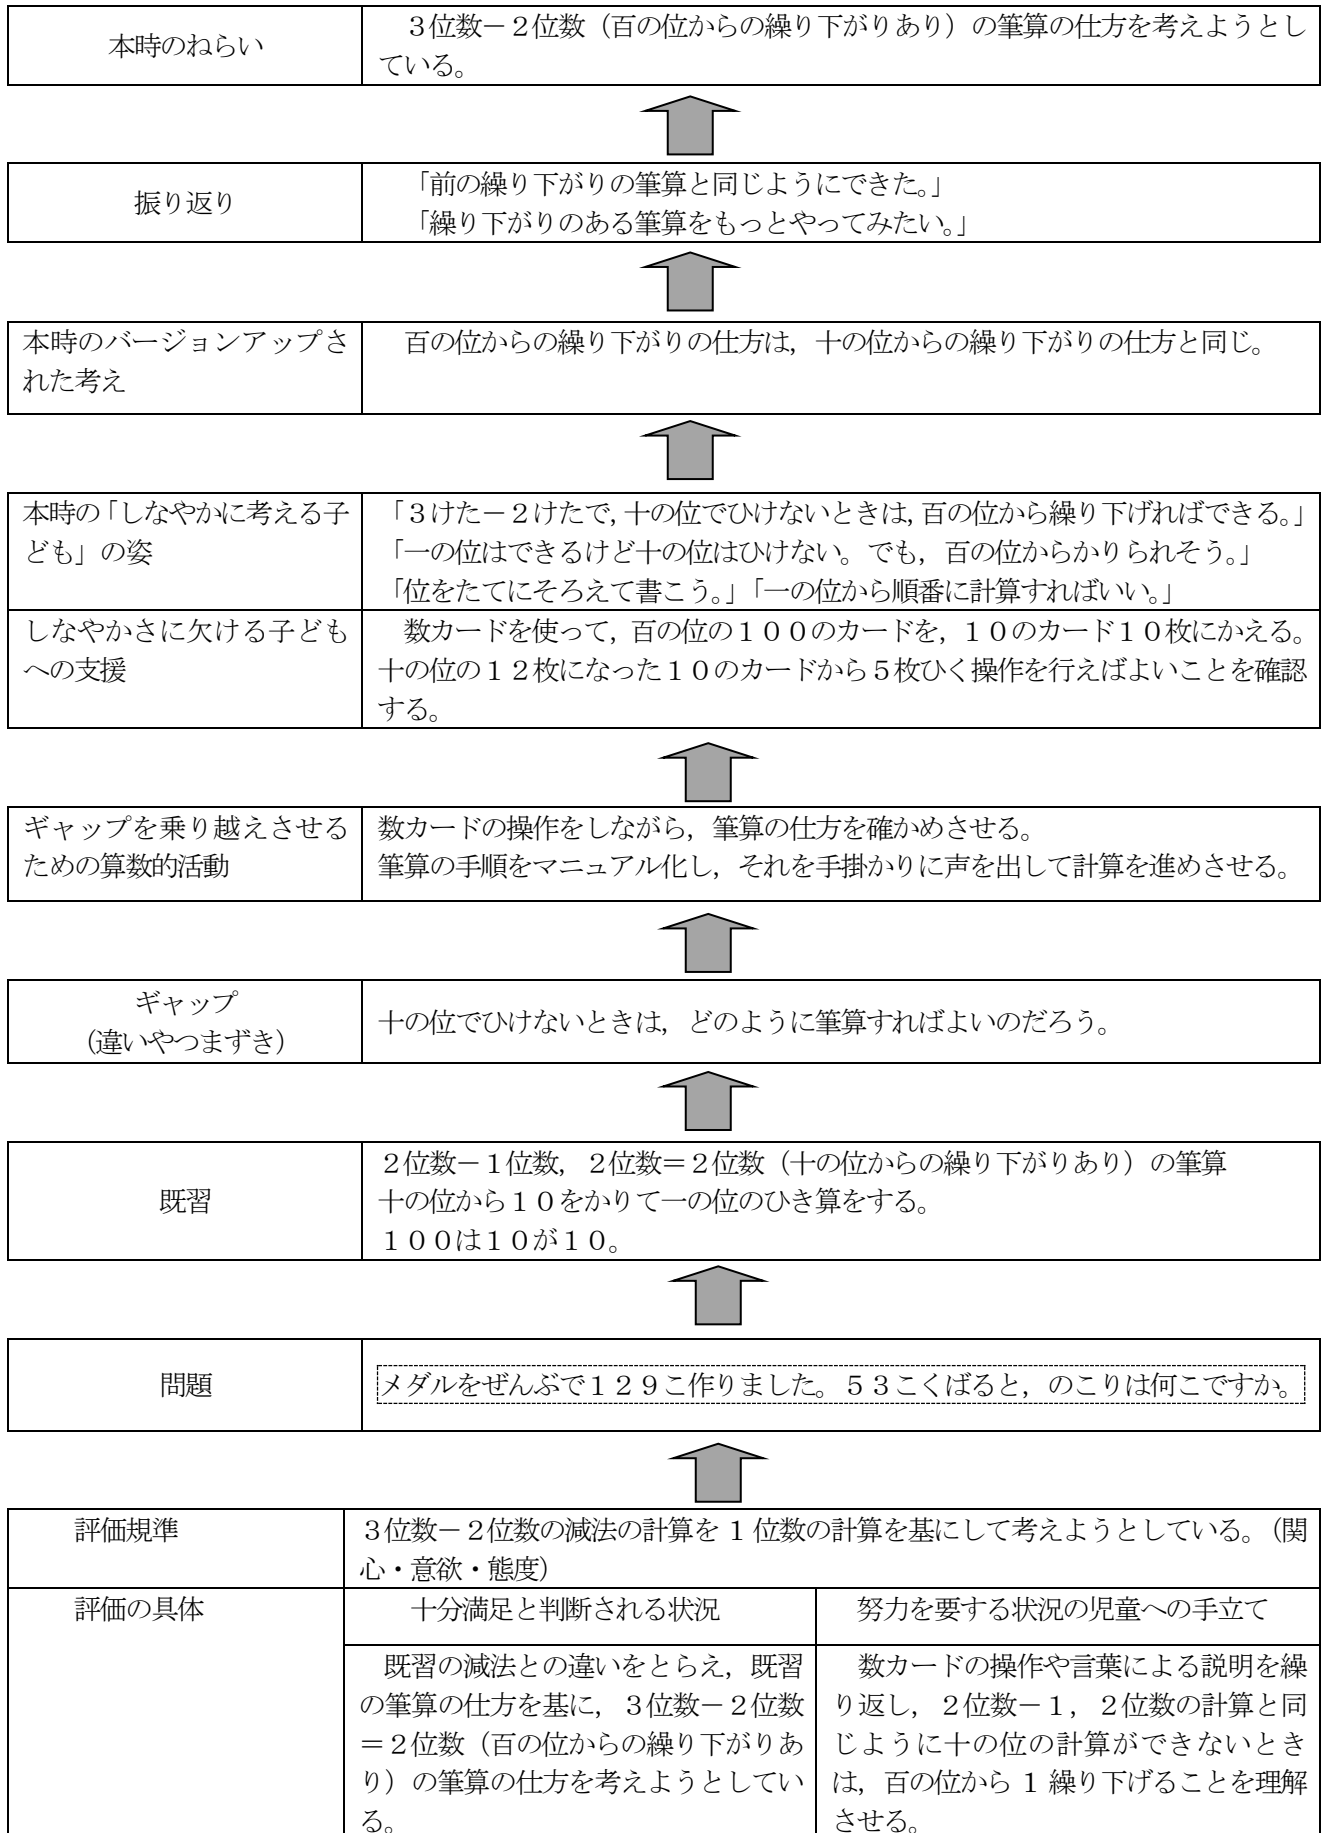 本時のねらい
３位数－２位数（百の位からの繰り下がりあり）の筆算の仕方を考えようとし
ている。
振り返り
「前の繰り下がりの筆算と同じようにできた。」
「繰り下がりのある筆算をもっとやってみたい。」
本時のバージョンアップさ
れた考え
百の位からの繰り下がりの仕方は，十の位からの繰り下がりの仕方と同じ。
本時の「しなやかに考える子
ども」の姿
「３けた－２けたで，十の位でひけないときは，百の位から繰り下げればできる。」
「一の位はできるけど十の位はひけない。でも，百の位からかりられそう。」
「位をたてにそろえて書こう。」「一の位から順番に計算すればいい。」
しなやかさに欠ける子ども
への支援
数カードを使って，百の位の１００のカードを，１０のカード１０枚にかえる。
十の位の１２枚になった１０のカードから５枚ひく操作を行えばよいことを確認
する。
ギャップを乗り越えさせる
ための算数的活動
数カードの操作をしながら，筆算の仕方を確かめさせる。
筆算の手順をマニュアル化し，それを手掛かりに声を出して計算を進めさせる。
ギャップ
（違いやつまずき）
十の位でひけないときは，どのように筆算すればよいのだろう。
既習
２位数－１位数，２位数＝２位数（十の位からの繰り下がりあり）の筆算
十の位から１０をかりて一の位のひき算をする。
１００は１０が１０。
問題
メダルをぜんぶで１２９こ作りました。５３こくばると，のこりは何こですか。
評価規準
３位数－２位数の減法の計算を 1 位数の計算を基にして考えようとしている。（関
心・意欲・態度）
評価の具体
十分満足と判断される状況
努力を要する状況の児童への手立て
既習の減法との違いをとらえ，既習
の筆算の仕方を基に，３位数－２位数
＝２位数（百の位からの繰り下がりあ
り）の筆算の仕方を考えようとしてい
る。
数カードの操作や言葉による説明を繰
り返し，２位数－１，２位数の計算と同
じように十の位の計算ができないとき
は，百の位から 1 繰り下げることを理解
させる。